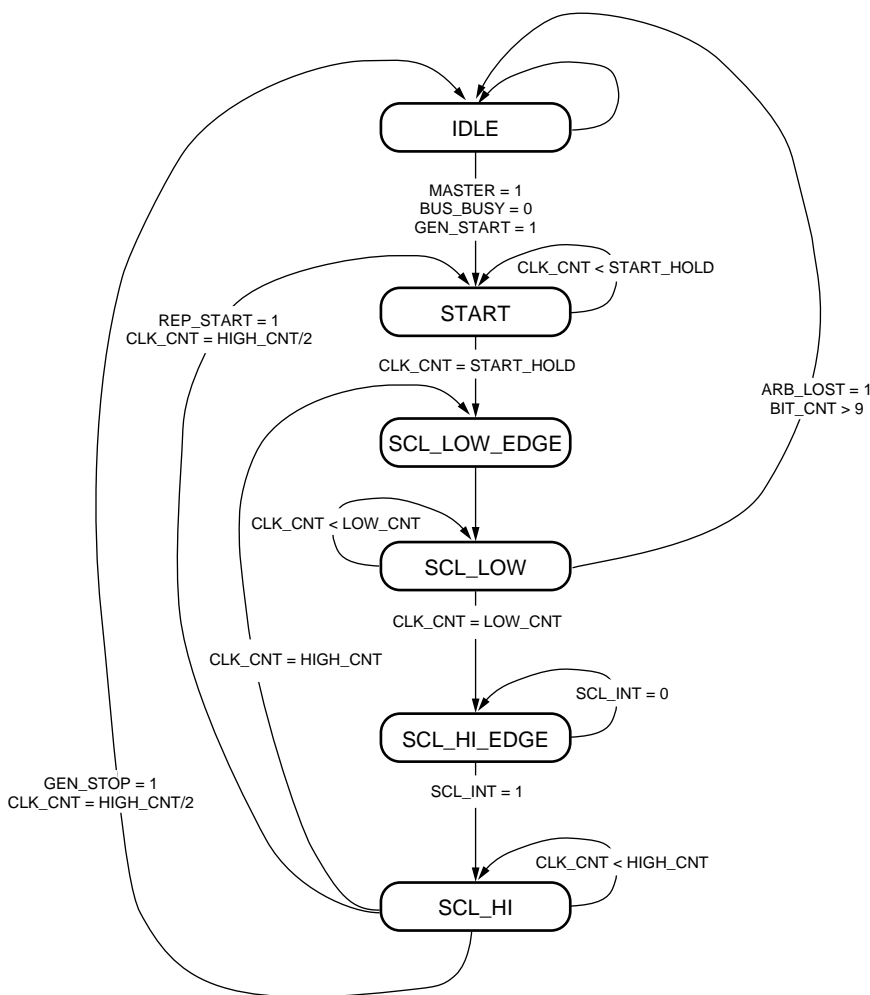 IDLE
MASTER = 1
BUS_BUSY = 0
GEN_START = 1
CLK_CNT < START_HOLD
START
REP_START = 1
CLK_CNT = HIGH_CNT/2
CLK_CNT = START_HOLD
ARB_LOST = 1
BIT_CNT > 9
SCL_LOW_EDGE
CLK_CNT < LOW_CNT
SCL_LOW
CLK_CNT = LOW_CNT
CLK_CNT = HIGH_CNT
SCL_INT = 0
SCL_HI_EDGE
GEN_STOP = 1
CLK_CNT = HIGH_CNT/2
SCL_INT = 1
CLK_CNT < HIGH_CNT
SCL_HI